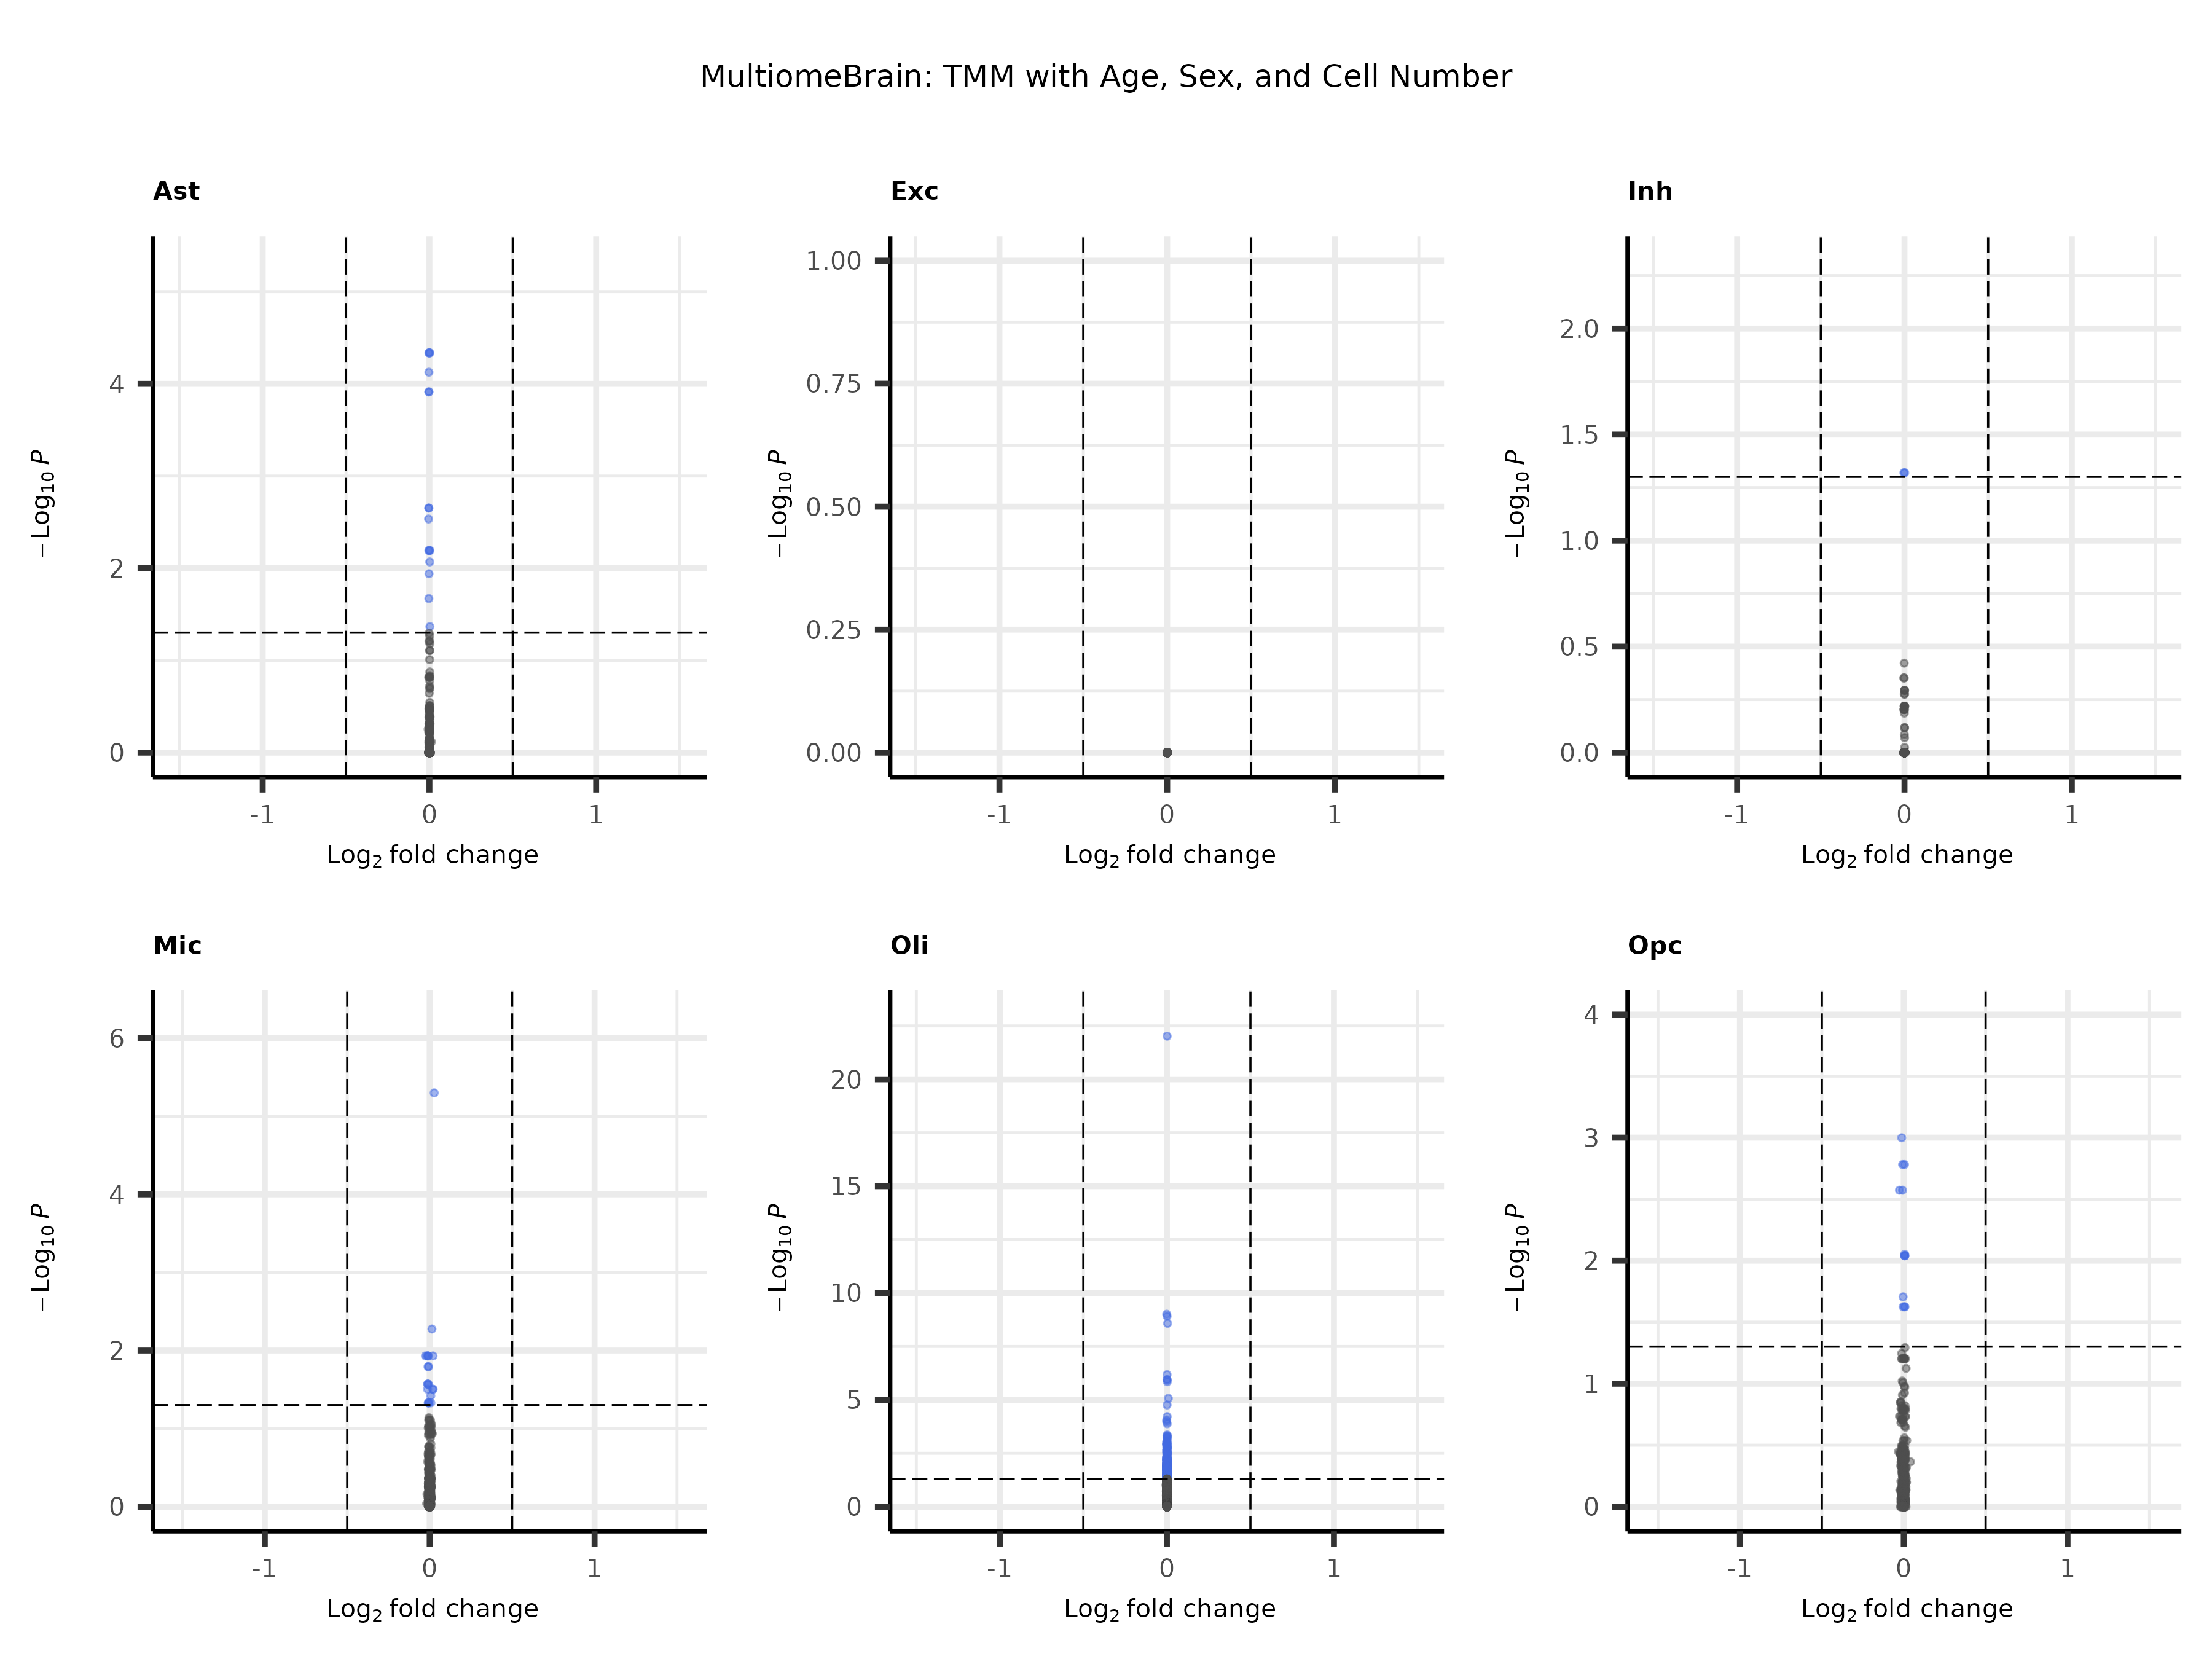 MultiomeBrain: TMM with Age, Sex, and Cell Number
Ast
−Log10 P
4
2
0
-1 0 1
Log2 fold change
Exc
−Log10 P
1.00
0.75
0.50
0.25
0.00
-1 0 1
Log2 fold change
Inh
−Log10 P
2.0
1.5
1.0
0.5
0.0
-1 0 1
Log2 fold change
Mic
−Log10 P
6
4
2
0
-1 0 1
Log2 fold change
Oli
−Log10 P
20
15
10
5
0
-1 0 1
Log2 fold change
Opc
−Log10 P
4
3
2
1
0
-1 0 1
Log2 fold change